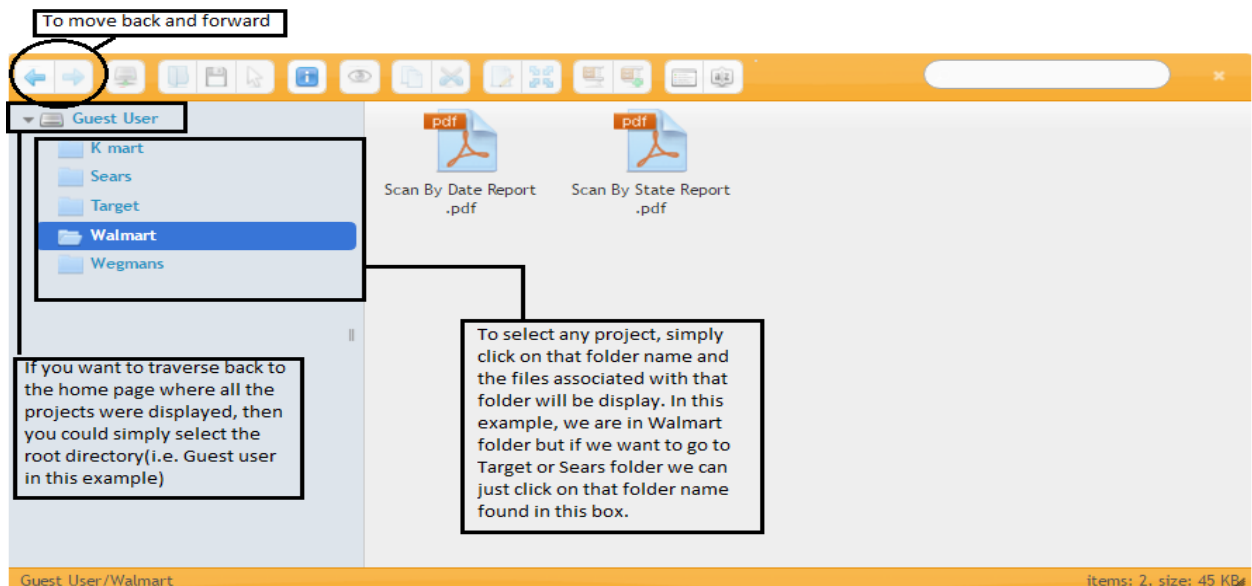 To move back and forward
Guest User
K mart
Sears
Target
Walmart
Wegmans
pdf
Scan By Date Report
.pdf
pdf
Scan By State Report
.pdf
If you want to traverse back to
the home page where all the
projects were displayed, then
you could simply select the
root directory(i.e. Guest user
in this example)
To select any project, simply
click on that folder name and
the files associated with that
folder will be display. In this
example, we are in Walmart
folder but if we want to go to
Target or Sears folder we can
just click on that folder name
found in this box.
Guest User/Walmart
items: 2, size: 45 KB